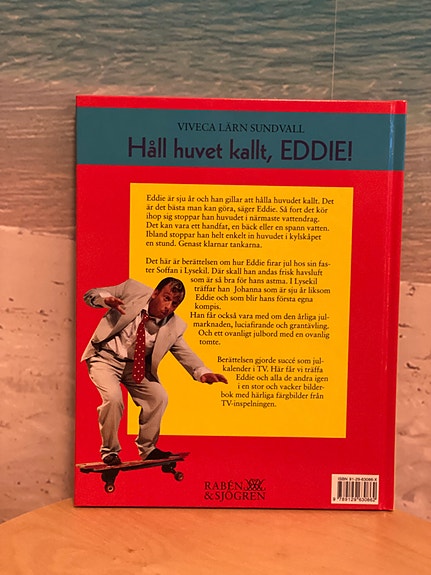 VIVECA LÄRN SUNDVALL
Håll huvet kallt, EDDIE!
Eddie är sju år och han gillar att hålla huvudet kallt. Det
är det bästa man kan göra, säger Eddie. Så fort det kör
ihop sig stoppar han huvudet i närmaste vattendrag.
Det kan vara ett handfat, en bäck eller en spann vatten.
Ibland stoppar han helt enkelt in huvudet i kylskåpet
en stund. Genast klarnar tankarna.
Det här är berättelsen om hur Eddie firar jul hos sin fas-
ter Soffan i Lysekil. Där skall han andas frisk havsluft
som är så bra för hans astma. I Lysekil
träffar han Johanna som är sju år liksom
Eddie och som blir hans första egna
kompis.
Han får också vara med om den årliga jul-
marknaden, luciafirande och grantävling.
Och ett ovanligt julbord med en ovanlig
tomte.
Berättelsen gjorde succé som jul-
kalender i TV. Här får vi träffa
Eddie och alla de andra igen
i en stor och vacker bilder-
bok med härliga färgbilder från
TV-inspelningen.
RABÉN
& SJÖGREN
ISBN 91-29-63086-X
9 789129 630862